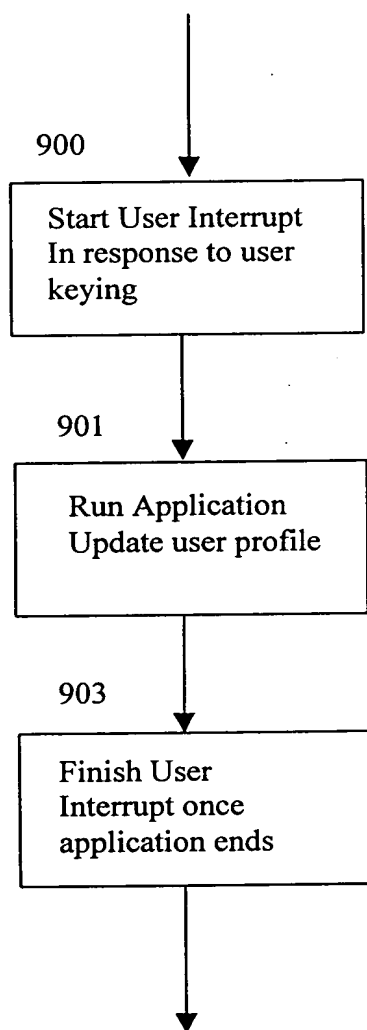 900
Start User Interrupt
In response to user
keying
901
Run Application
Update user profile
903
Finish User
Interrupt once
application ends